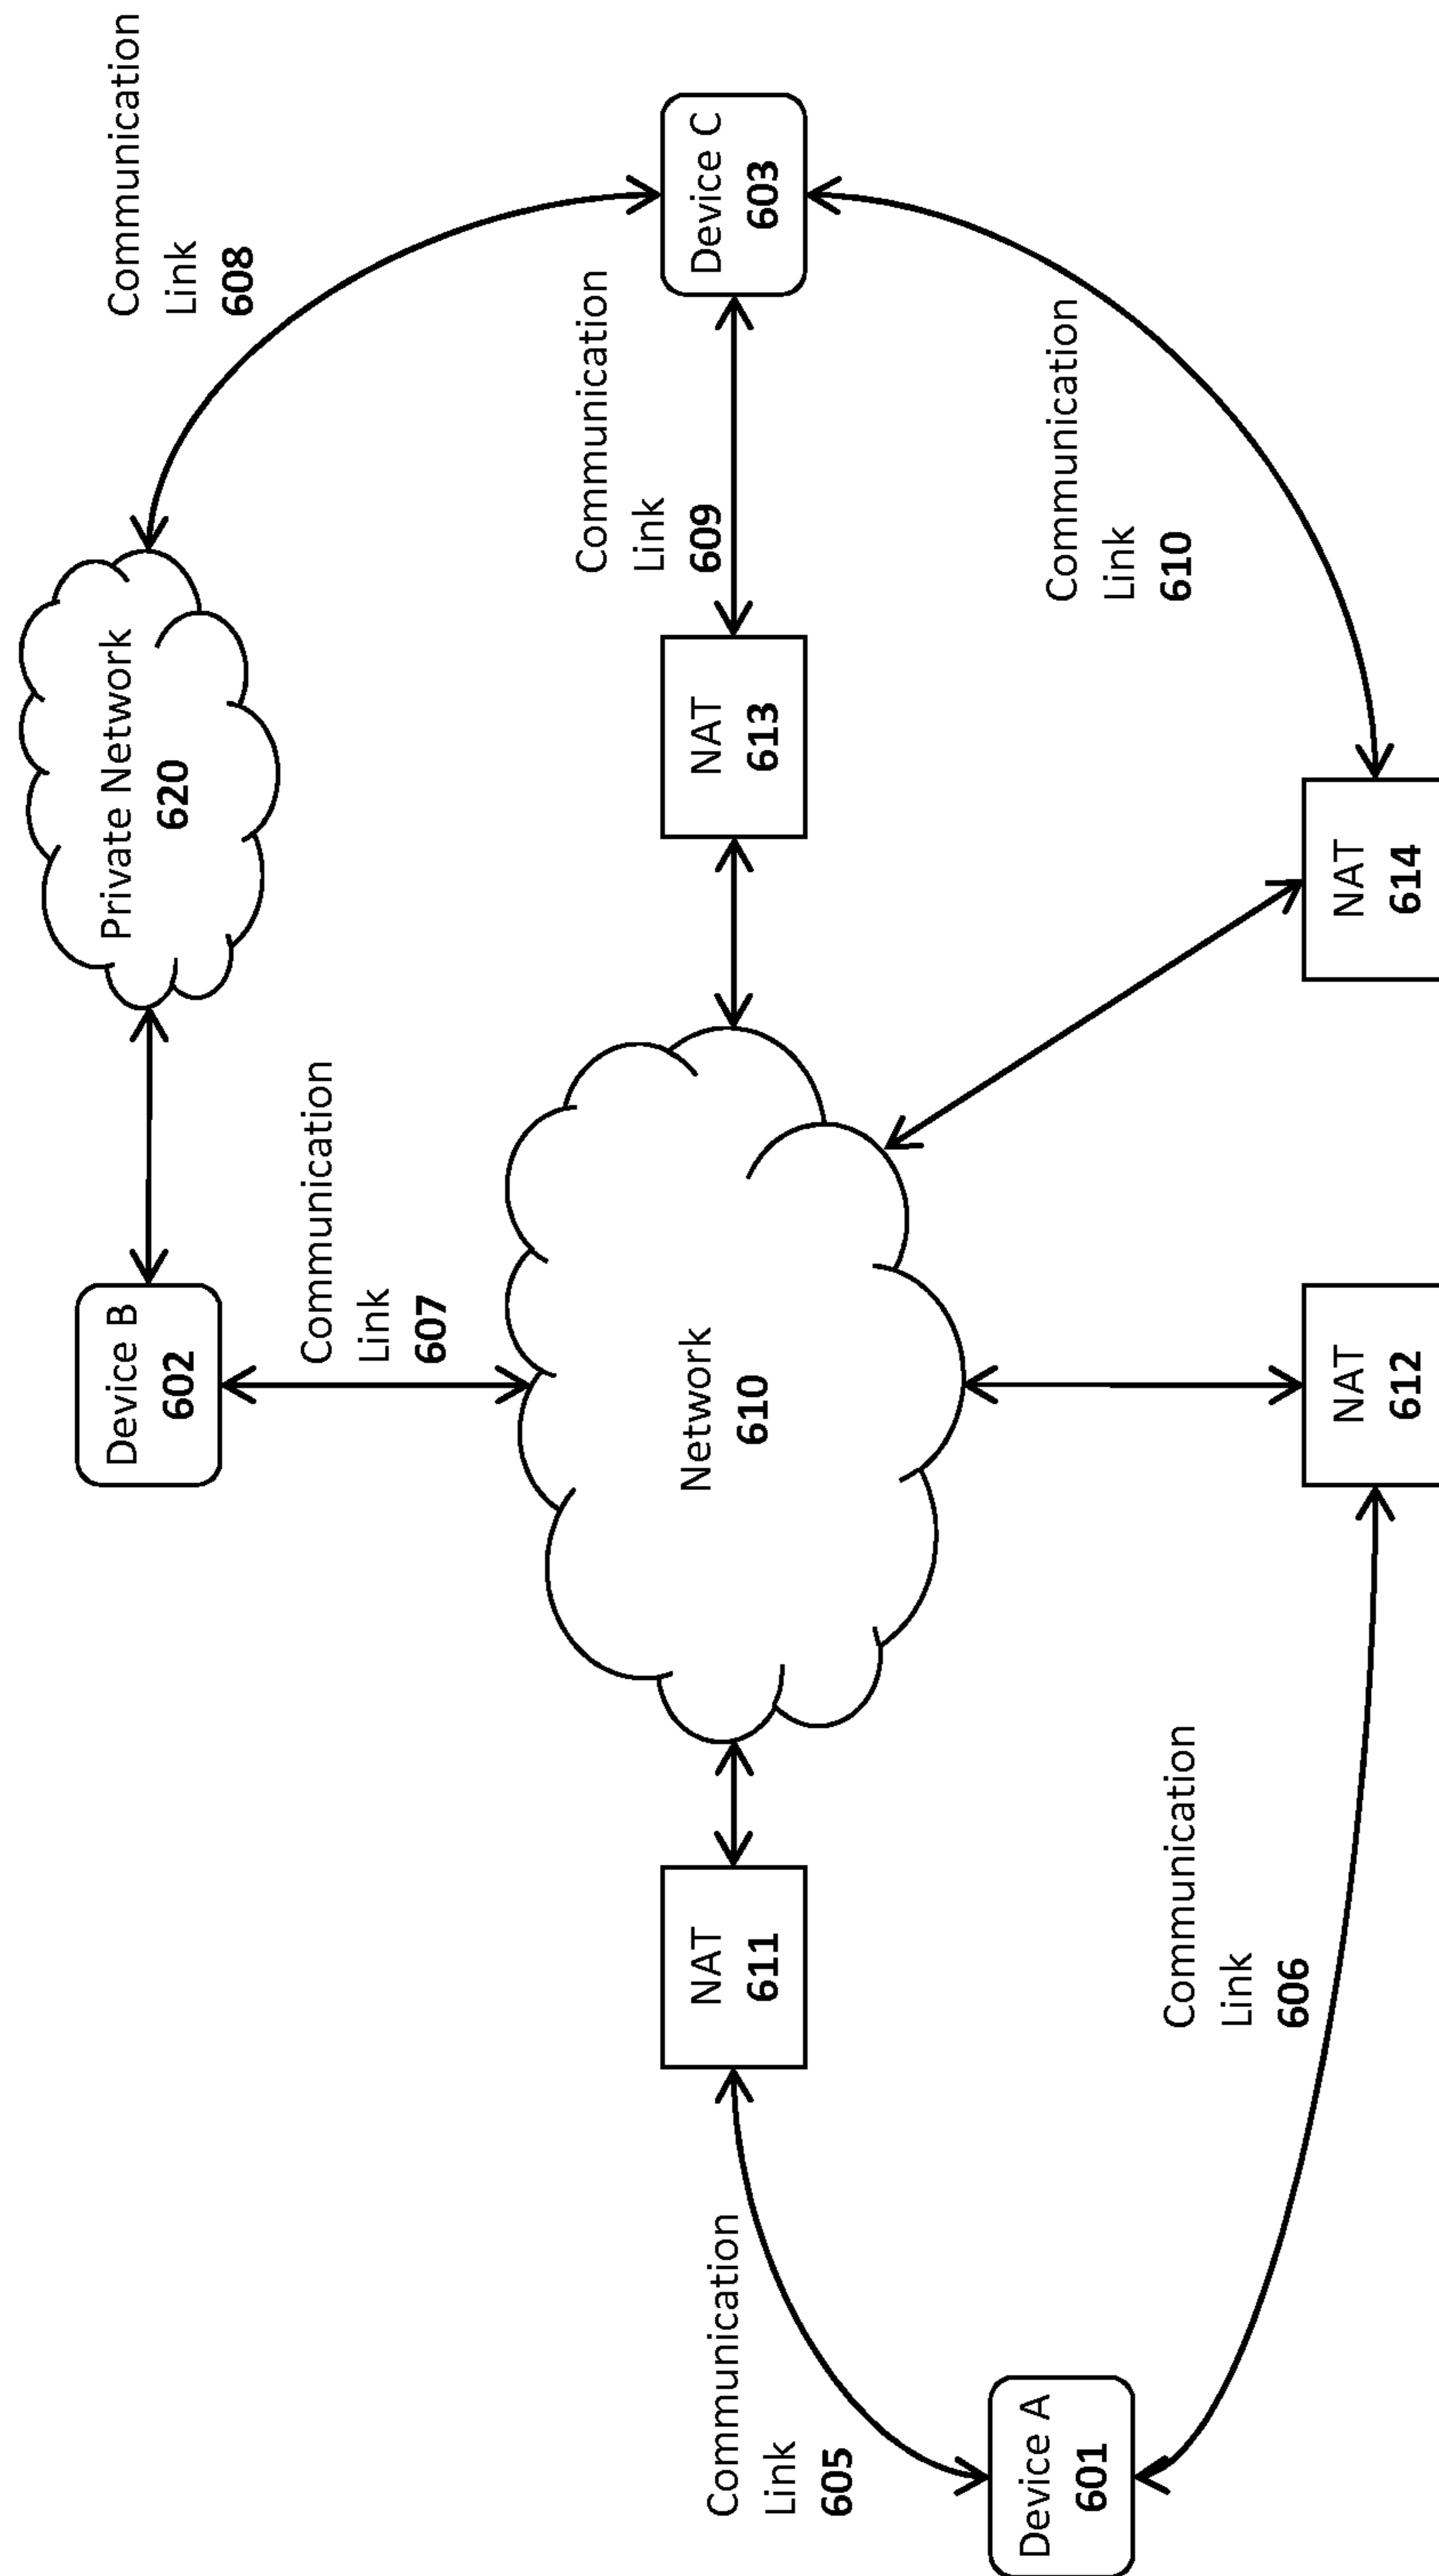 Device B
602
Private Network
620
Communication
Link
608
Communication
Link
607
Communication
Link
605
NAT
611
Network
610
NAT
613
Communication
Link
609
Device C
603
Device A
601
Communication
Link
606
NAT
612
NAT
614
Communication
Link
610